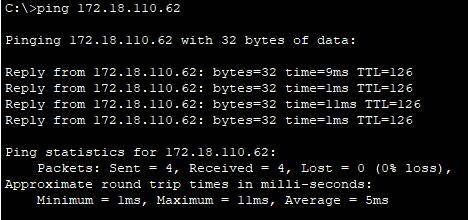 C:\>ping 172.18.110.62
Pinging 172.18.110.62 with 32 bytes of data:
Reply from 172.18.110.62: bytes=32 time=9ms TTL=126
Reply from 172.18.110.62: bytes=32 time=1ms TTL=126
Reply from 172.18.110.62: bytes=32 time=11ms TTL=126
Reply from 172.18.110.62: bytes=32 time=1ms TTL=126
Ping statistics for 172.18.110.62:
Packets: Sent = 4, Received = 4, Lost = 0 (0% loss),
Approximate round trip times in milli-seconds:
Minimum = 1ms, Maximum = 11ms, Average = 5ms